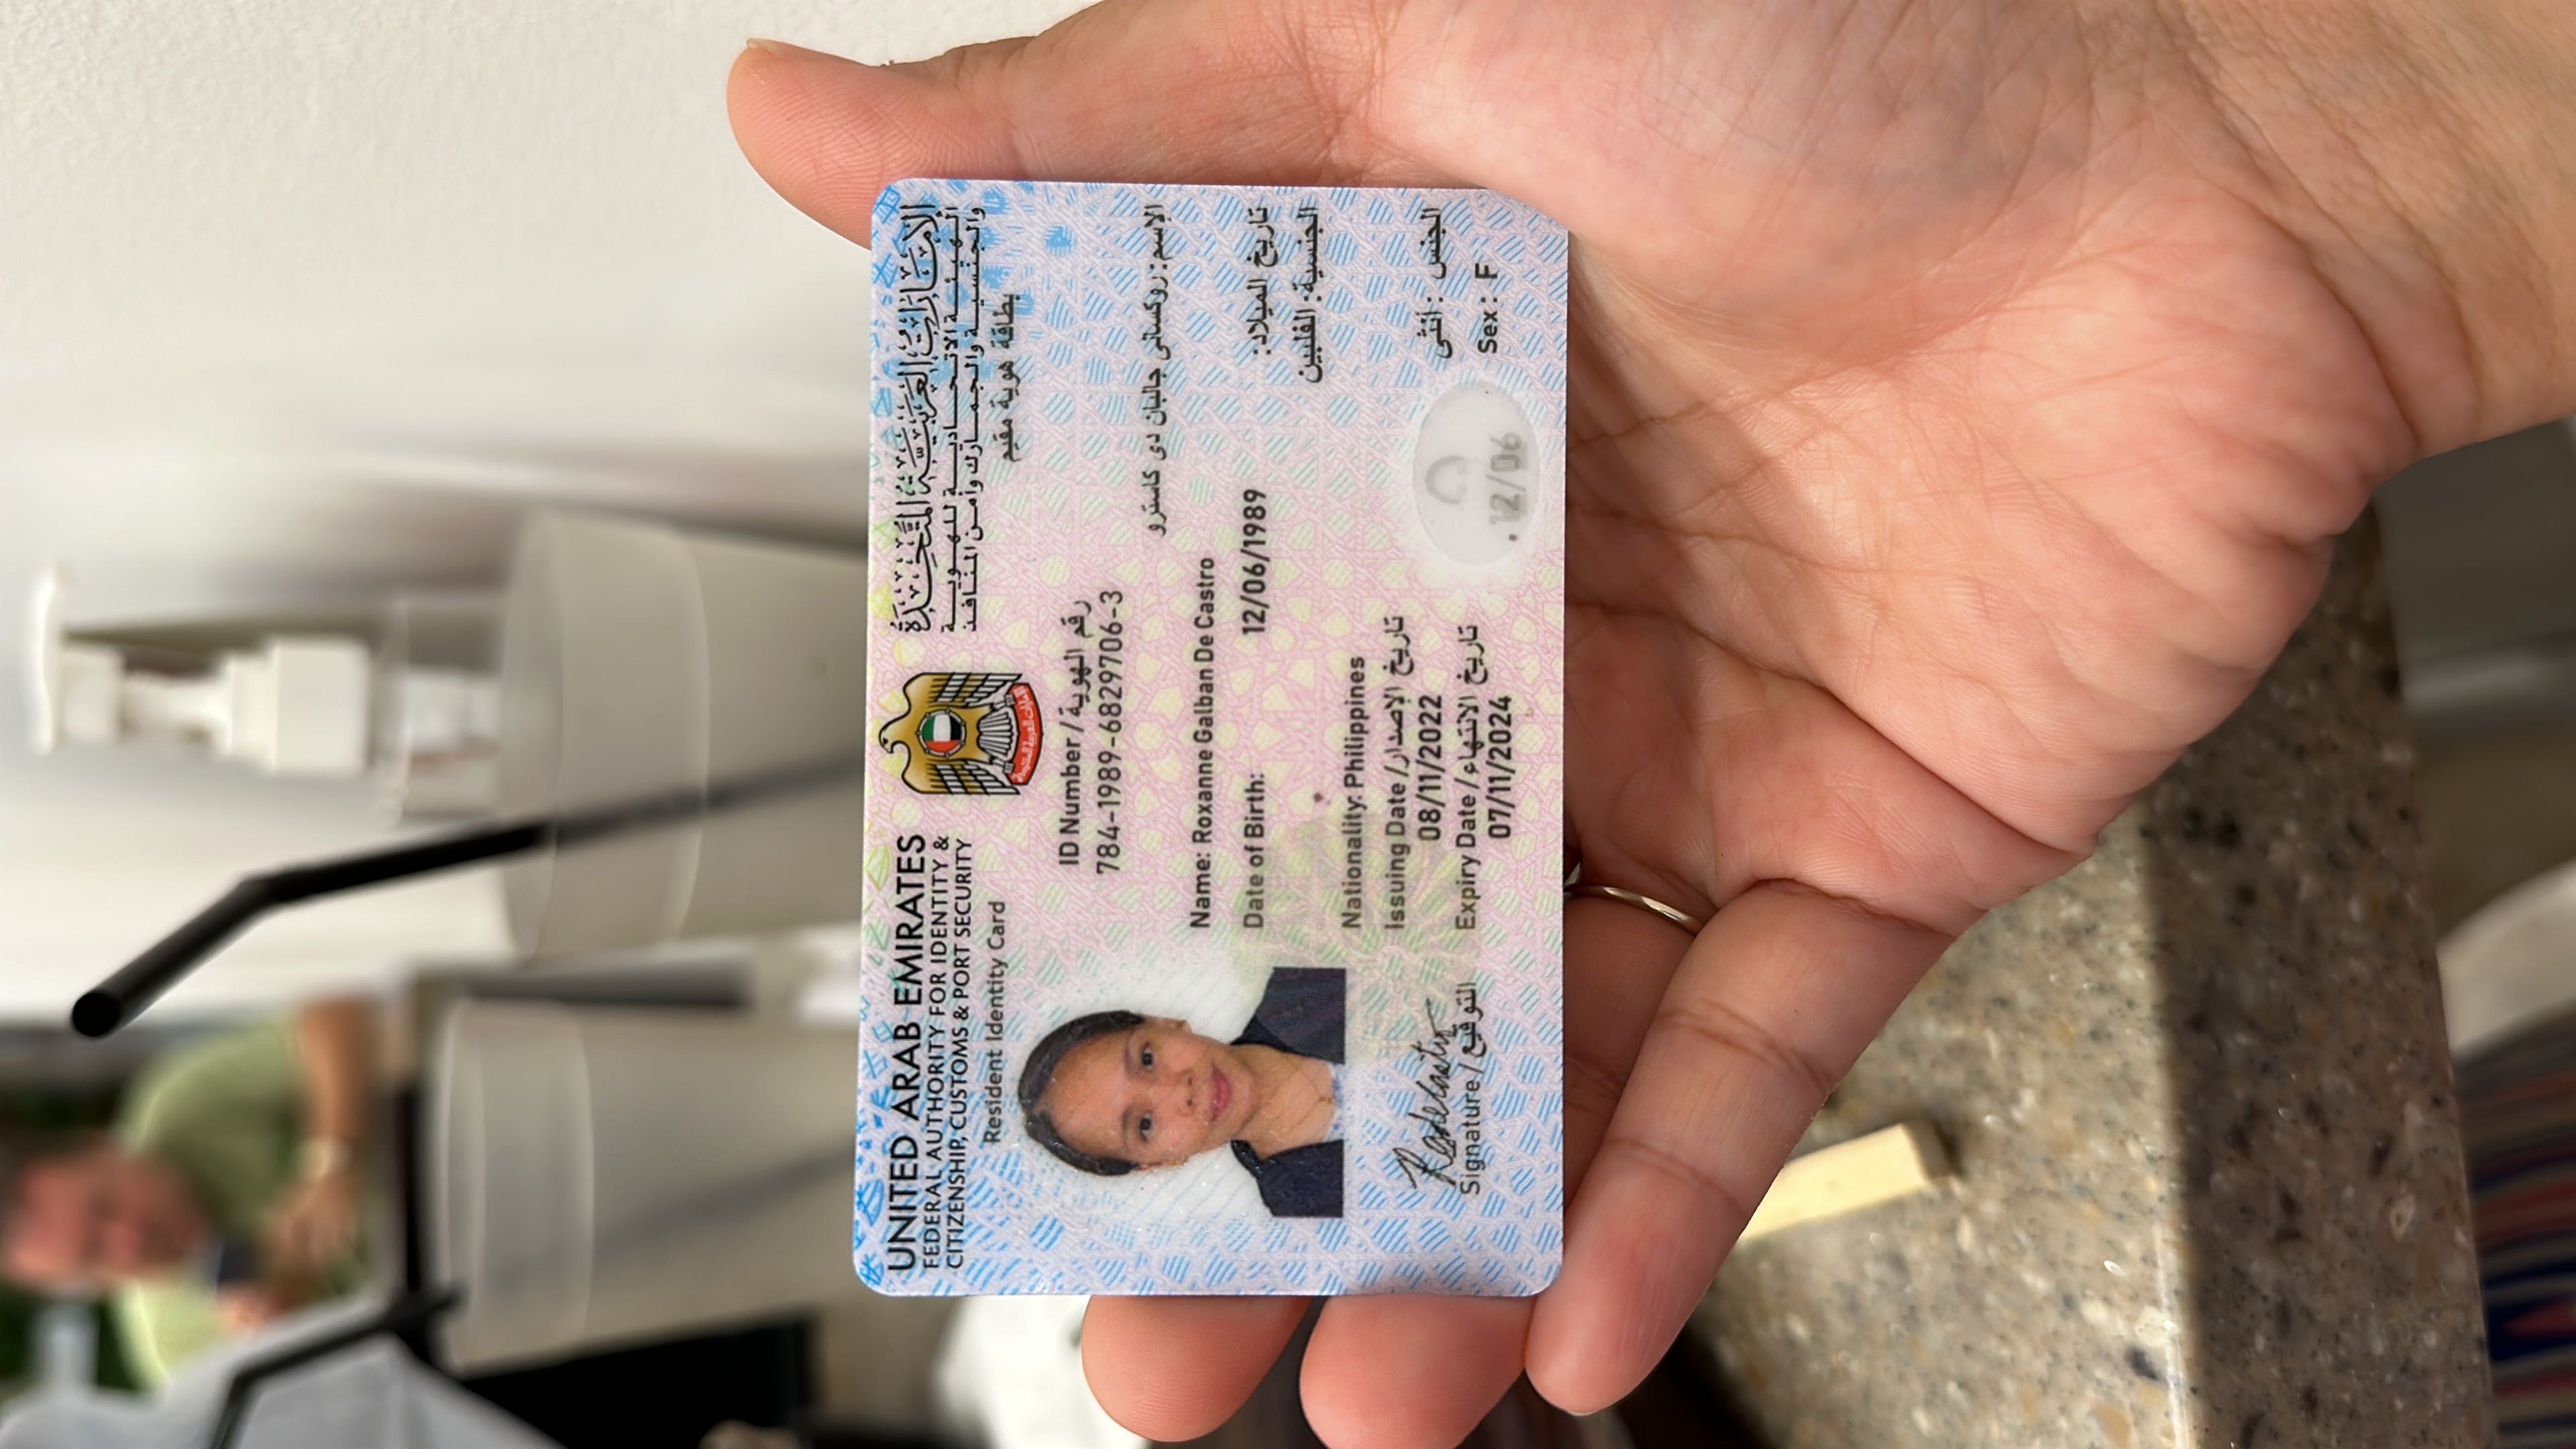 UNITED ARAB EMIRATES
FEDERAL AUTHORITY FOR IDENTITY &
CITIZENSHIP, CUSTOMS & PORT SECURITY
Resident Identity Card
الإمارات العربية المتحدة
الهيئة الاتحادية للهوية
والجنسية والجمارك وأمن المنافذ
بطاقة هوية مقيم
الإمارات العربية المتحدة
ID Number / رقم الهوية
784-1989-6829706-3
الإسم: روكساني جالبان دى كاسترو
Name: Roxanne Galban De Castro
Date of Birth: 12/06/1989 تاريخ الميلاد:
الجنسية: الفلبين
Nationality: Philippines
Issuing Date / تاريخ الإصدار
08/11/2022
Expiry Date / تاريخ الانتهاء
07/11/2024
الجنس : أنثى
Sex: F
12/06
Signature / التوقيع